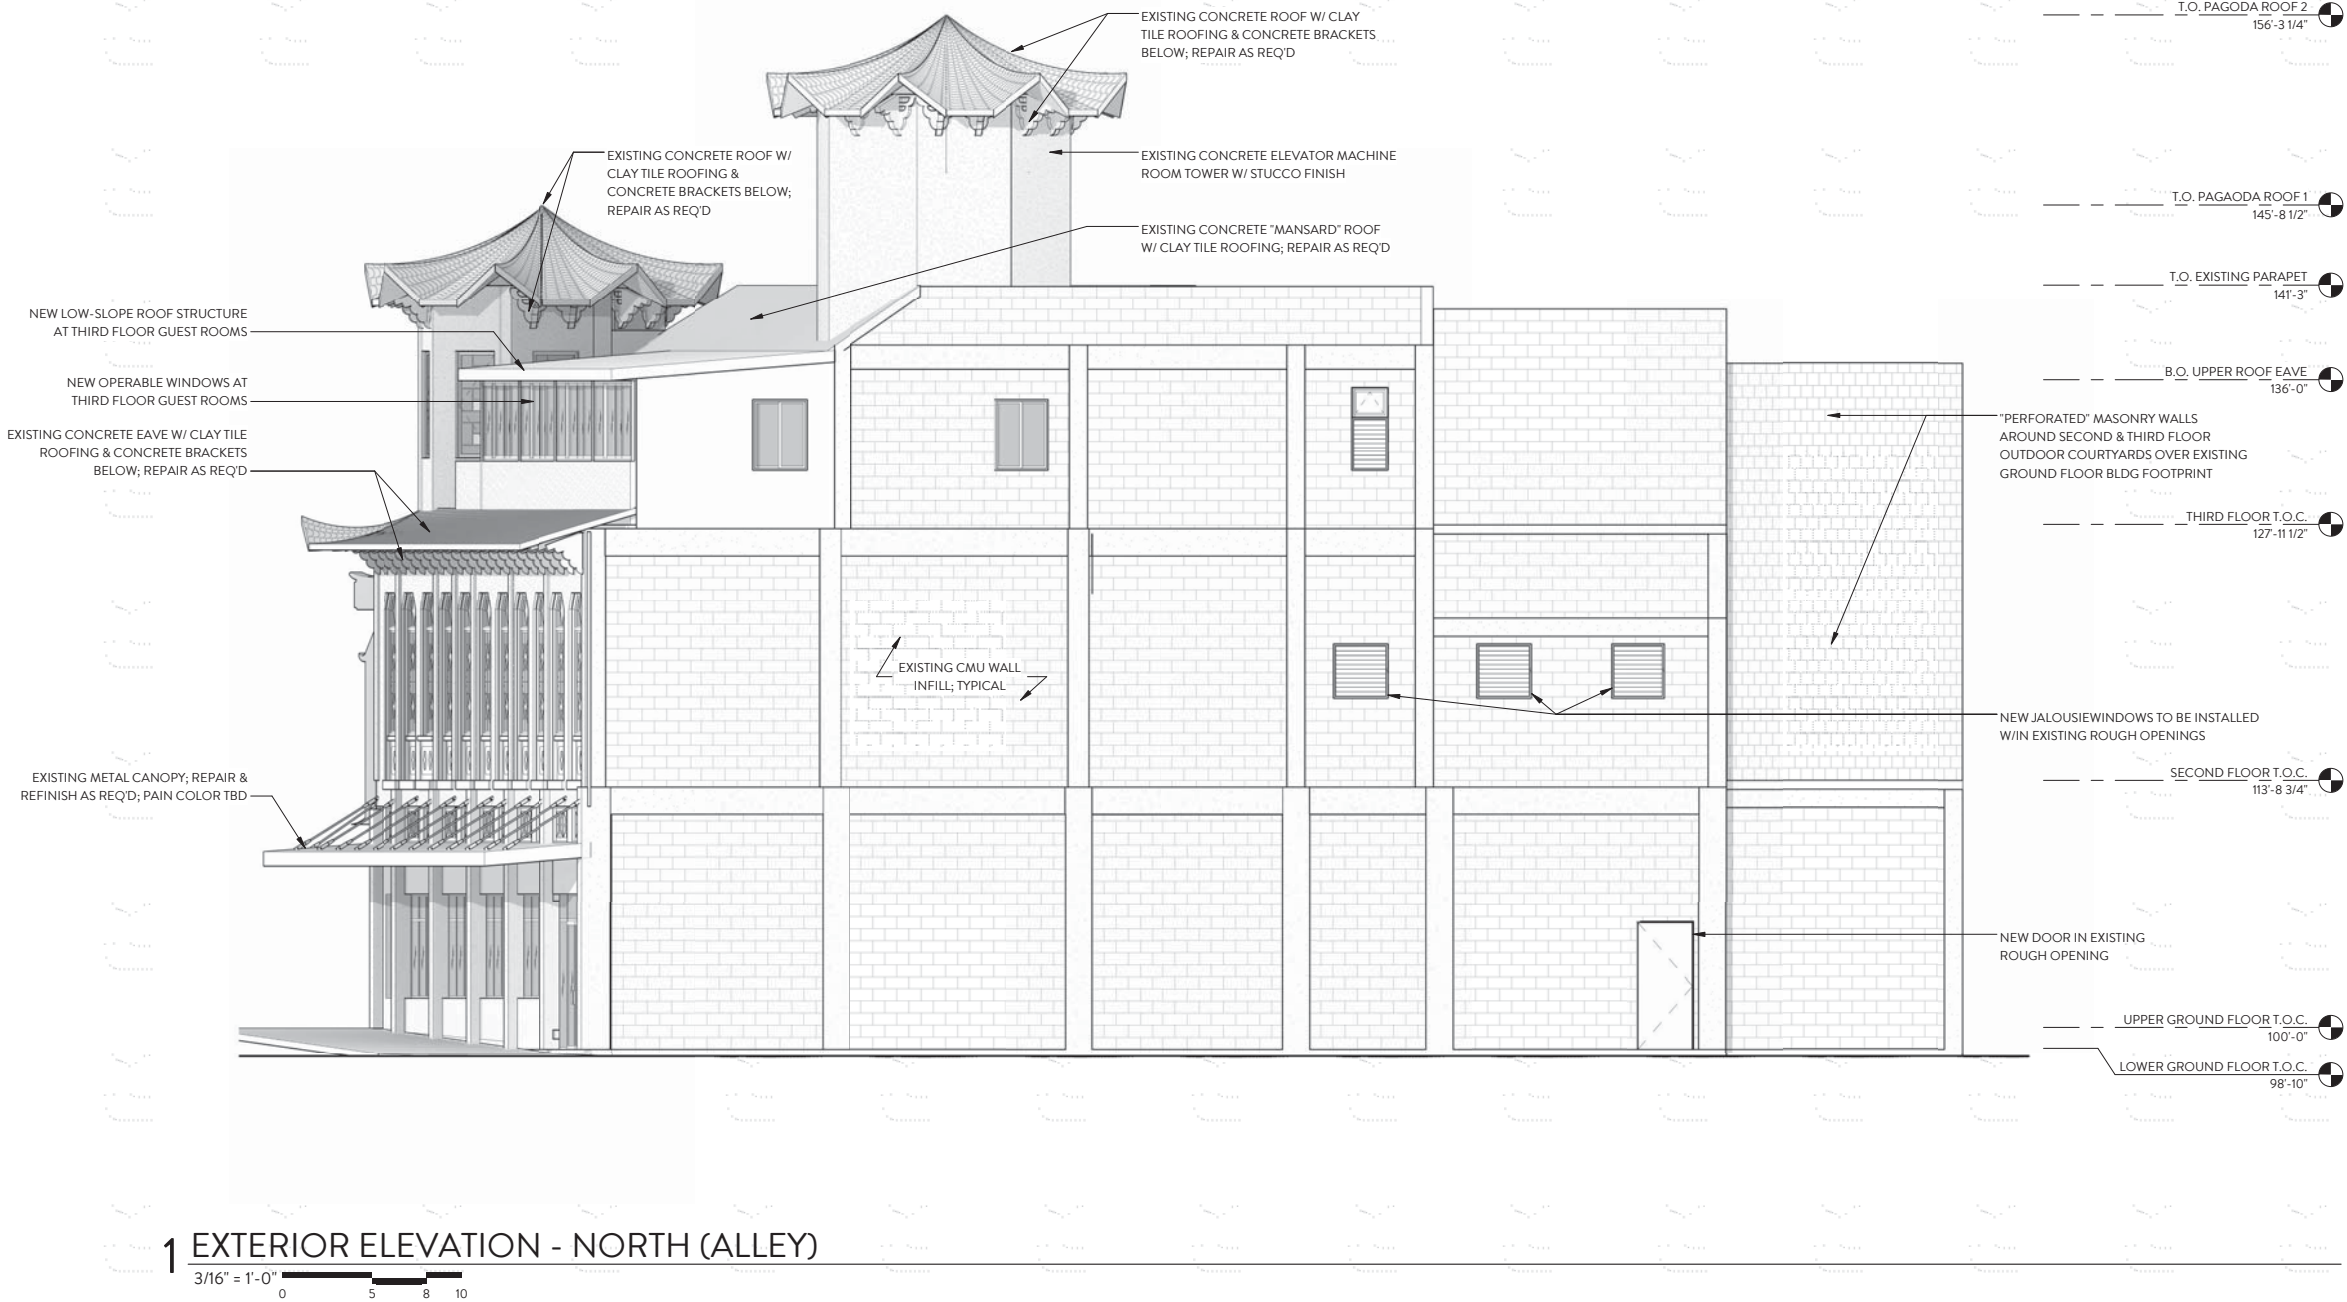 EXISTING CONCRETE ROOF W/ CLAY
TILE ROOFING & CONCRETE BRACKETS
BELOW; REPAIR AS REQ'D
EXISTING CONCRETE ROOF W/
CLAY TILE ROOFING &
CONCRETE BRACKETS BELOW;
REPAIR AS REQ'D
EXISTING CONCRETE ELEVATOR MACHINE
ROOM TOWER W/ STUCCO FINISH
EXISTING CONCRETE "MANSARD" ROOF
W/ CLAY TILE ROOFING; REPAIR AS REQ'D
NEW LOW-SLOPE ROOF STRUCTURE
AT THIRD FLOOR GUEST ROOMS
NEW OPERABLE WINDOWS AT
THIRD FLOOR GUEST ROOMS
EXISTING CONCRETE EAVE W/ CLAY TILE
ROOFING & CONCRETE BRACKETS
BELOW; REPAIR AS REQ'D
EXISTING METAL CANOPY; REPAIR &
REFINISH AS REQ'D; PAIN COLOR TBD
EXISTING CMU WALL
INFILL; TYPICAL
T.O. PAGODA ROOF 2
156'-3 1/4"
T.O. PAGAODA ROOF 1
145'-8 1/2"
T.O. EXISTING PARAPET
141'-3"
B.O. UPPER ROOF EAVE
136'-0"
"PERFORATED" MASONRY WALLS
AROUND SECOND & THIRD FLOOR
OUTDOOR COURTYARDS OVER EXISTING
GROUND FLOOR BLDG FOOTPRINT
THIRD FLOOR T.O.C.
127'-11 1/2"
NEW JALOUSIEWINDOWS TO BE INSTALLED
W/IN EXISTING ROUGH OPENINGS
SECOND FLOOR T.O.C.
113'-8 3/4"
NEW DOOR IN EXISTING
ROUGH OPENING
UPPER GROUND FLOOR T.O.C.
100'-0"
LOWER GROUND FLOOR T.O.C.
98'-10"
1 EXTERIOR ELEVATION - NORTH (ALLEY)
3/16" = 1'-0"
0 5 8 10